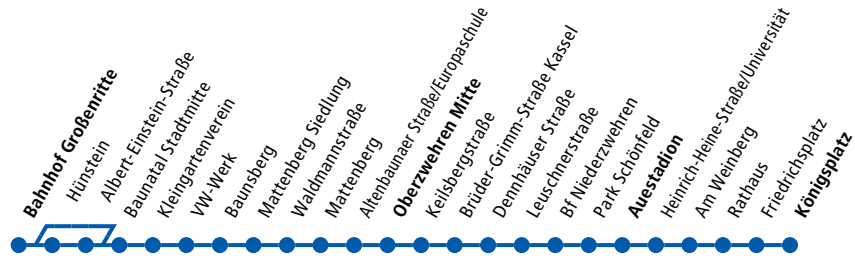 Bahnhof Großenritte
Hünstein
Albert-Einstein-Straße
Baunatal Stadtmitte
Kleingartenverein
VW-Werk
Baunsberg
Mattenberg Siedlung
Waldmannstraße
Mattenberg
Altenbaunaer Straße/Europaschule
Oberzwehren Mitte
Keilsbergstraße
Brüder-Grimm-Straße Kassel
Dennhäuser Straße
Leuschnerstraße
Bf Niederzwehren
Park Schönfeld
Auestadion
Heinrich-Heine-Straße/Universität
Am Weinberg
Rathaus
Friedrichsplatz
Königsplatz